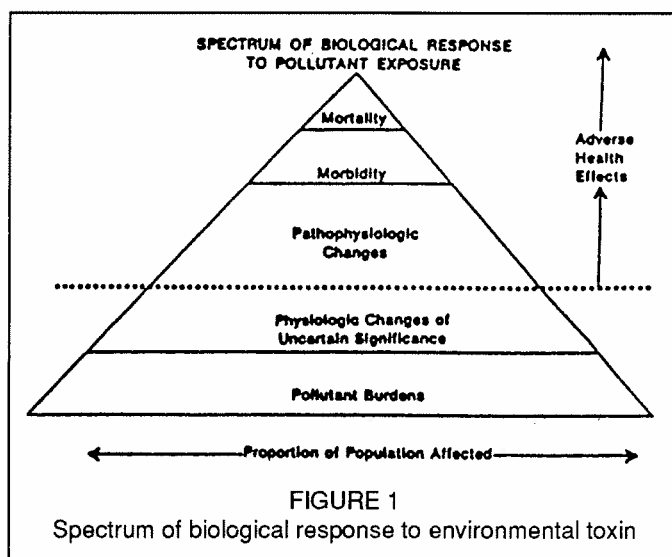 SPECTRUM OF BIOLOGICAL RESPONSE
TO POLLUTANT EXPOSURE
Mortality
Morbidity
Adverse
Health
Effects
Pathophysiologic
Changes
Physiologic Changes of
Uncertain Significance
Pollutant Burdens
Proportion of Population Affected
FIGURE 1
Spectrum of biological response to environmental toxin